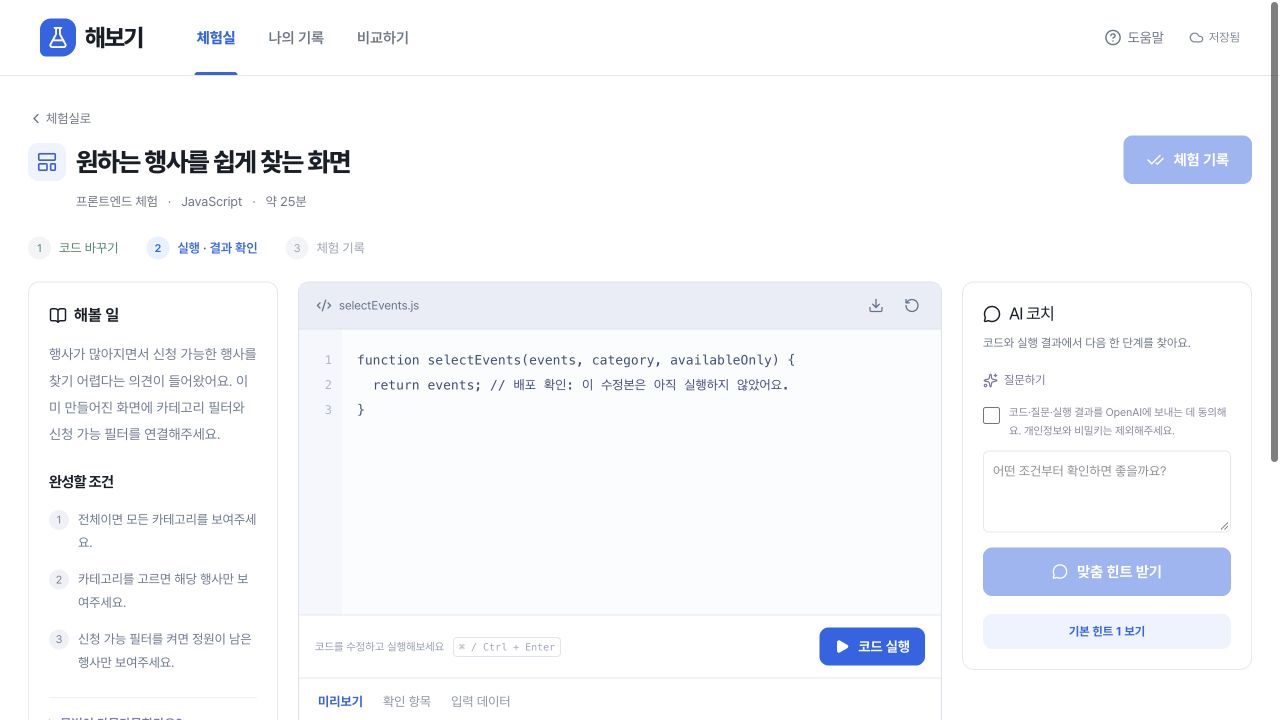 해보기
체험실
나의 기록
비교하기
도움말
저장됨
체험실로
원하는 행사를 쉽게 찾는 화면
체험 기록
프론트엔드 체험 · JavaScript · 약 25분
1 코드 바꾸기
2 실행 · 결과 확인
3 체험 기록
해볼 일
행사가 많아지면서 신청 가능한 행사를
찾기 어렵다는 의견이 들어왔어요. 이
미 만들어진 화면에 카테고리 필터와
신청 가능 필터를 연결해주세요.
완성할 조건
1 전체이면 모든 카테고리를 보여주세
요.
2 카테고리를 고르면 해당 행사만 보
여주세요.
3 신청 가능 필터를 켜면 정원이 남은
행사만 보여주세요.
selectEvents.js
1 function selectEvents(events, category, availableOnly) {
2 return events; // 배포 확인: 이 수정본은 아직 실행하지 않았어요.
3 }
코드를 수정하고 실행해보세요 ⌘ / Ctrl + Enter
코드 실행
미리보기
확인 항목
입력 데이터
AI 코치
코드와 실행 결과에서 다음 한 단계를 찾아요.
질문하기
코드·질문·실행 결과를 OpenAI에 보내는 데 동의해
요. 개인정보와 비밀키는 제외해주세요.
어떤 조건부터 확인하면 좋을까요?
맞춤 힌트 받기
기본 힌트 1 보기